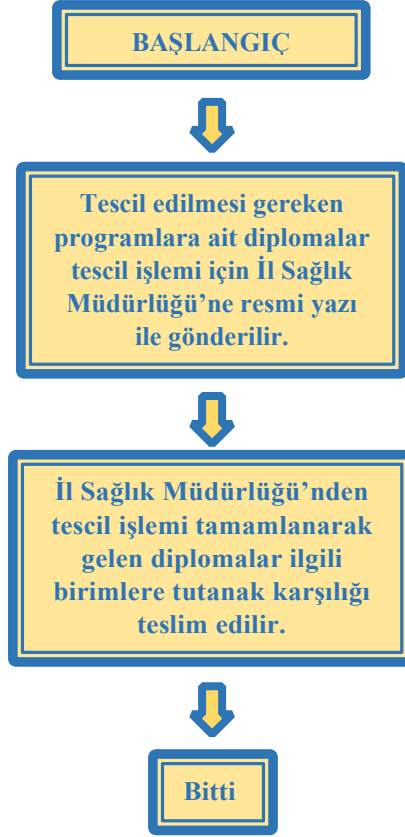 BAŞLANGIÇ
Tescil edilmesi gereken
programlara ait diplomalar
tescil işlemi için İl Sağlık
Müdürlüğü’ne resmi yazı
ile gönderilir.
İl Sağlık Müdürlüğü’nden
tescil işlemi tamamlanarak
gelen diplomalar ilgili
birimlere tutanak karşılığı
teslim edilir.
Bitti